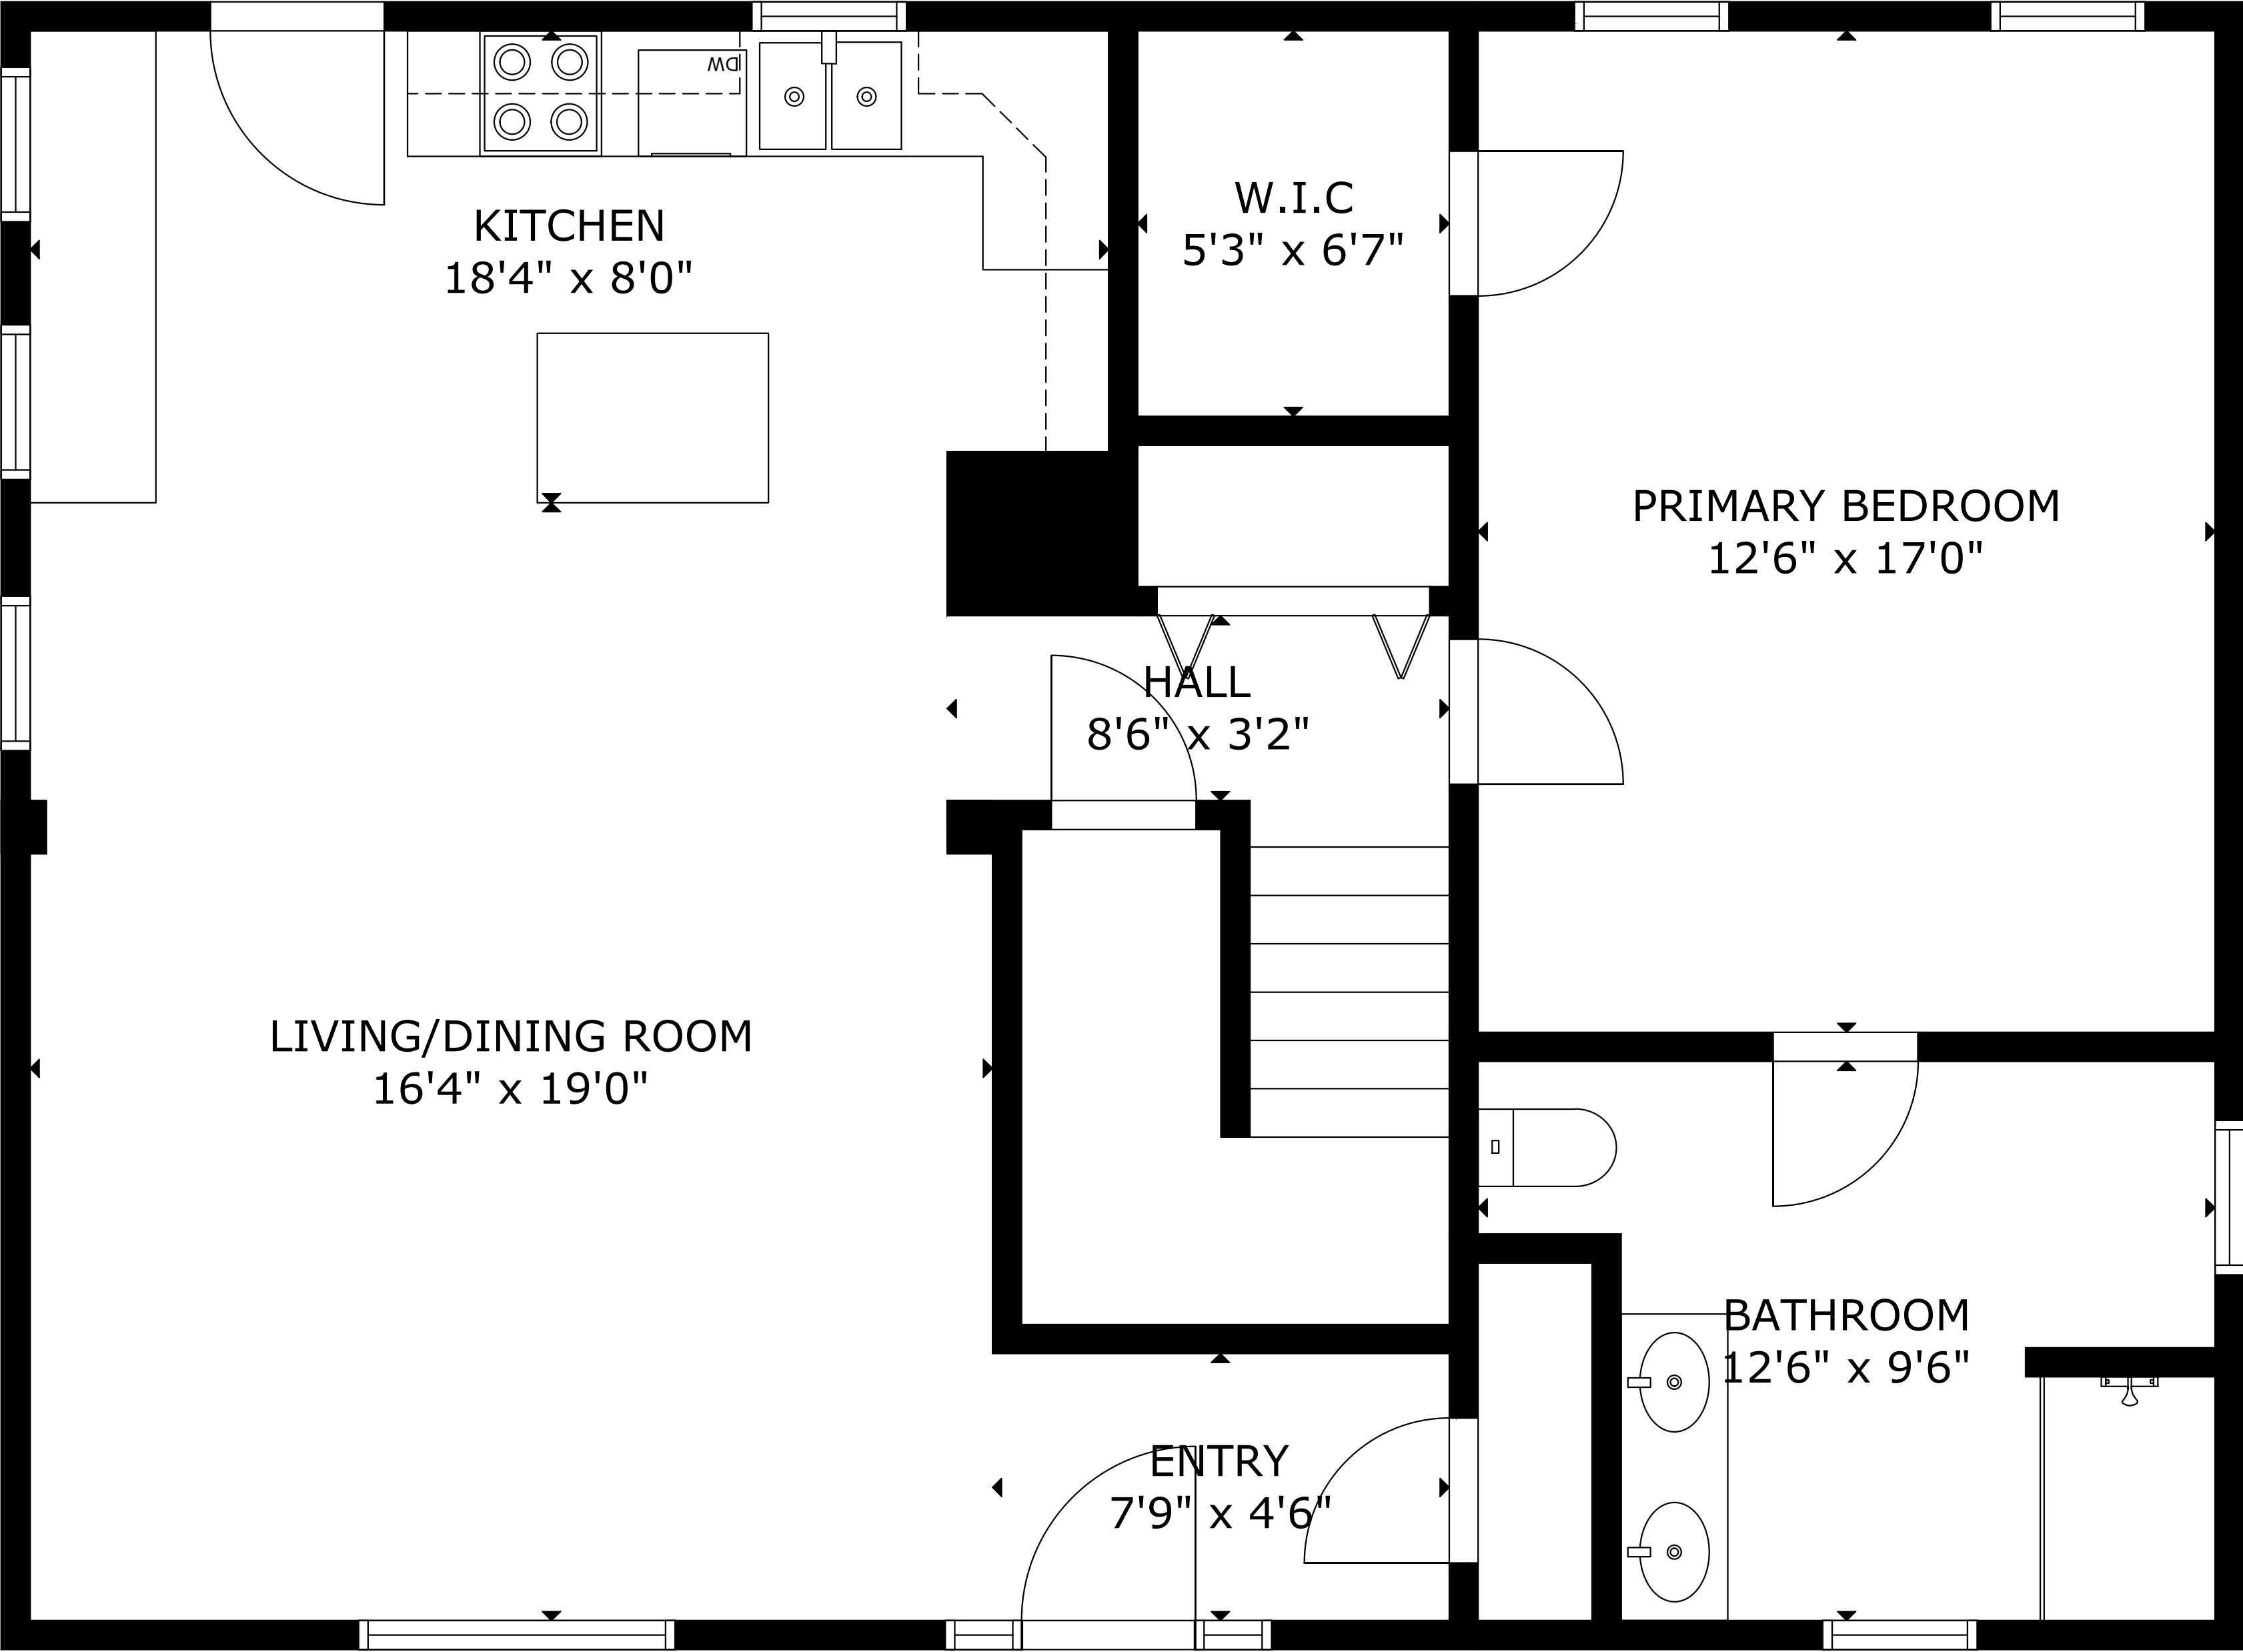 DW
KITCHEN
18'4" x 8'0"
W.I.C
5'3" x 6'7"
PRIMARY BEDROOM
12'6" x 17'0"
HALL
8'6" x 3'2"
LIVING/DINING ROOM
16'4" x 19'0"
BATHROOM
12'6" x 9'6"
ENTRY
7'9" x 4'6"